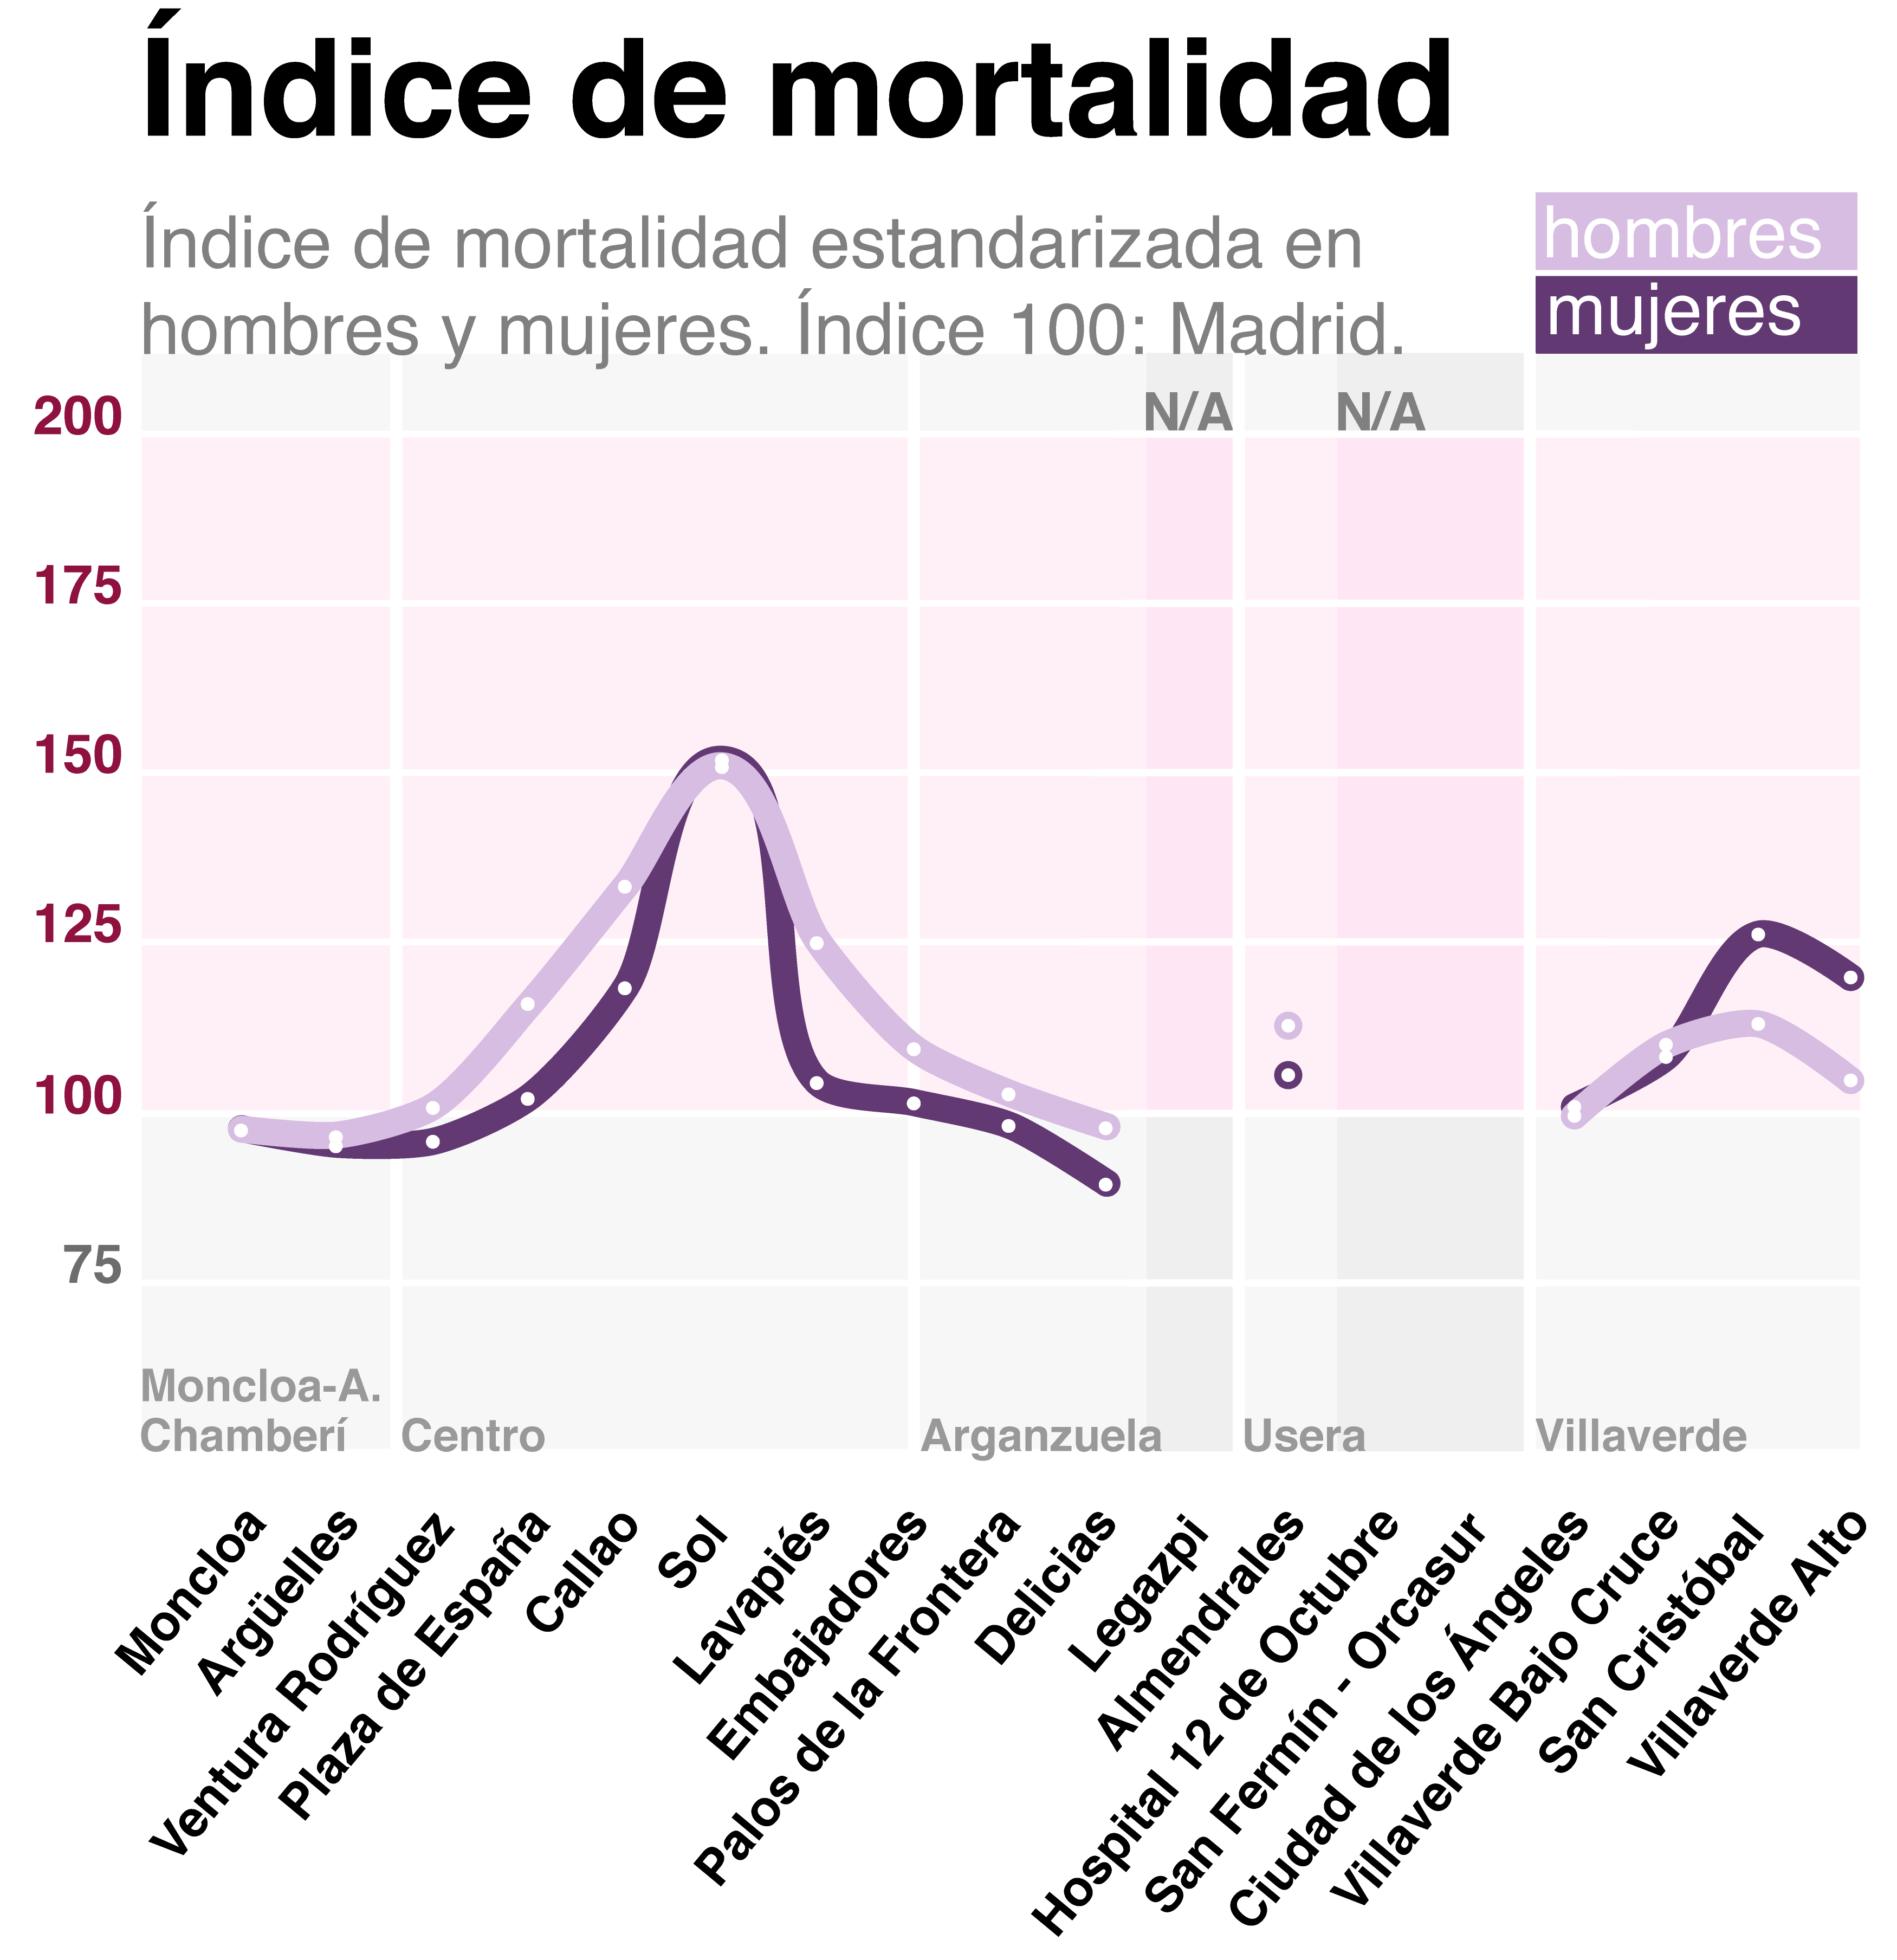 Índice de mortalidad
Índice de mortalidad estandarizada en
hombres y mujeres. Índice 100: Madrid.
hombres
mujeres
N/A
N/A
200
175
150
125
100
75
Moncloa-A.
Chamberí
Centro
Arganzuela
Usera
Villaverde
Moncloa
Argüelles
Ventura Rodríguez
Plaza de España
Callao
Sol
Lavapiés
Embajadores
Palos de la Frontera
Delicias
Legazpi
Almendrales
Hospital 12 de Octubre
San Fermín - Orcasur
Ciudad de los Ángeles
Villaverde Bajo Cruce
San Cristóbal
Villaverde Alto